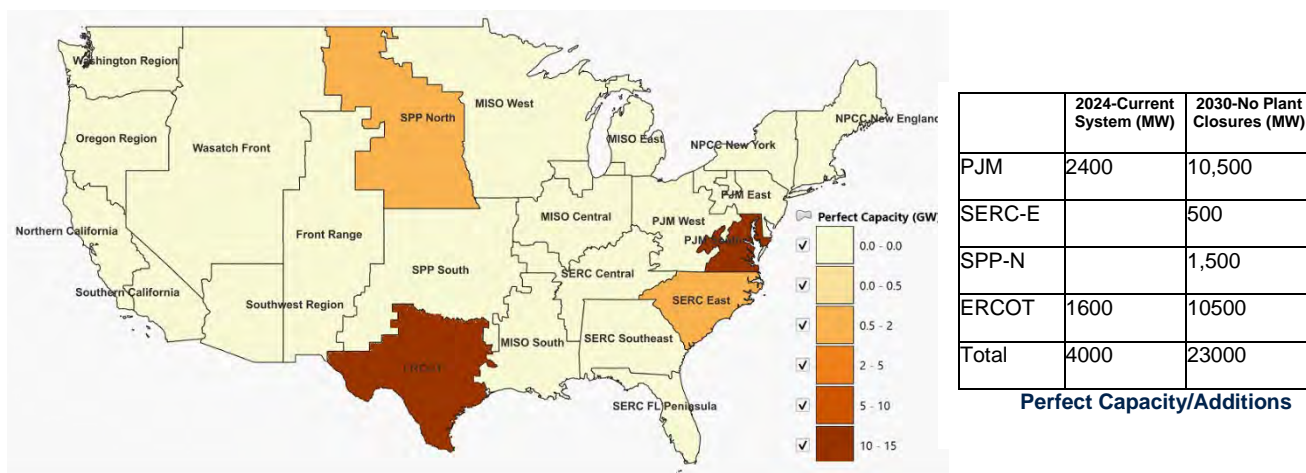 Washington Region
Oregon Region
Wasatch Front
Northern California
Southern California
Southwest Region
Front Range
SPP North
SPP South
MISO West
MISO East
MISO Central
MISO South
ERCOT
SERC Central
SERC Southeast
SERC East
SERC FL Peninsula
PJM West
PJM East
PJM
NPCC New York
NPCC New England
Perfect Capacity (GW)
0.0 - 0.0
0.0 - 0.5
0.5 - 2
2 - 5
5 - 10
10 - 15
2024-Current System (MW) 2030-No Plant Closures (MW)
PJM 2400 10,500
SERC-E 500
SPP-N 1,500
ERCOT 1600 10500
Total 4000 23000
Perfect Capacity/Additions